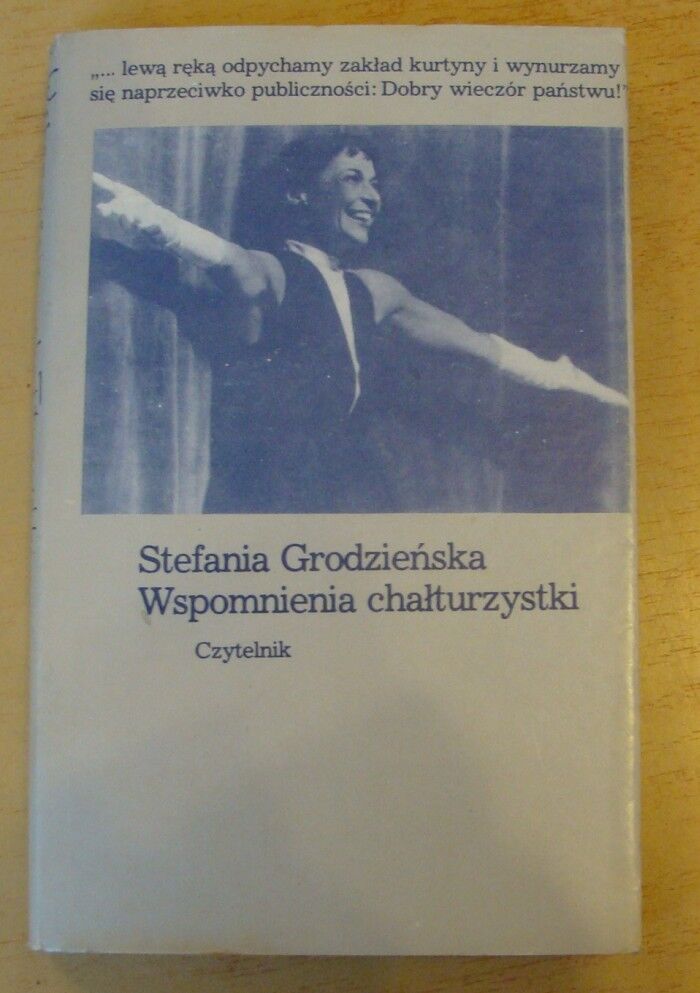 „... lewą ręką odpychamy zakład kurtyny i wynurzamy
się naprzeciwko publiczności: Dobry wieczór państwu!"
Stefania Grodzieńska
Wspomnienia chałturzystki
Czytelnik